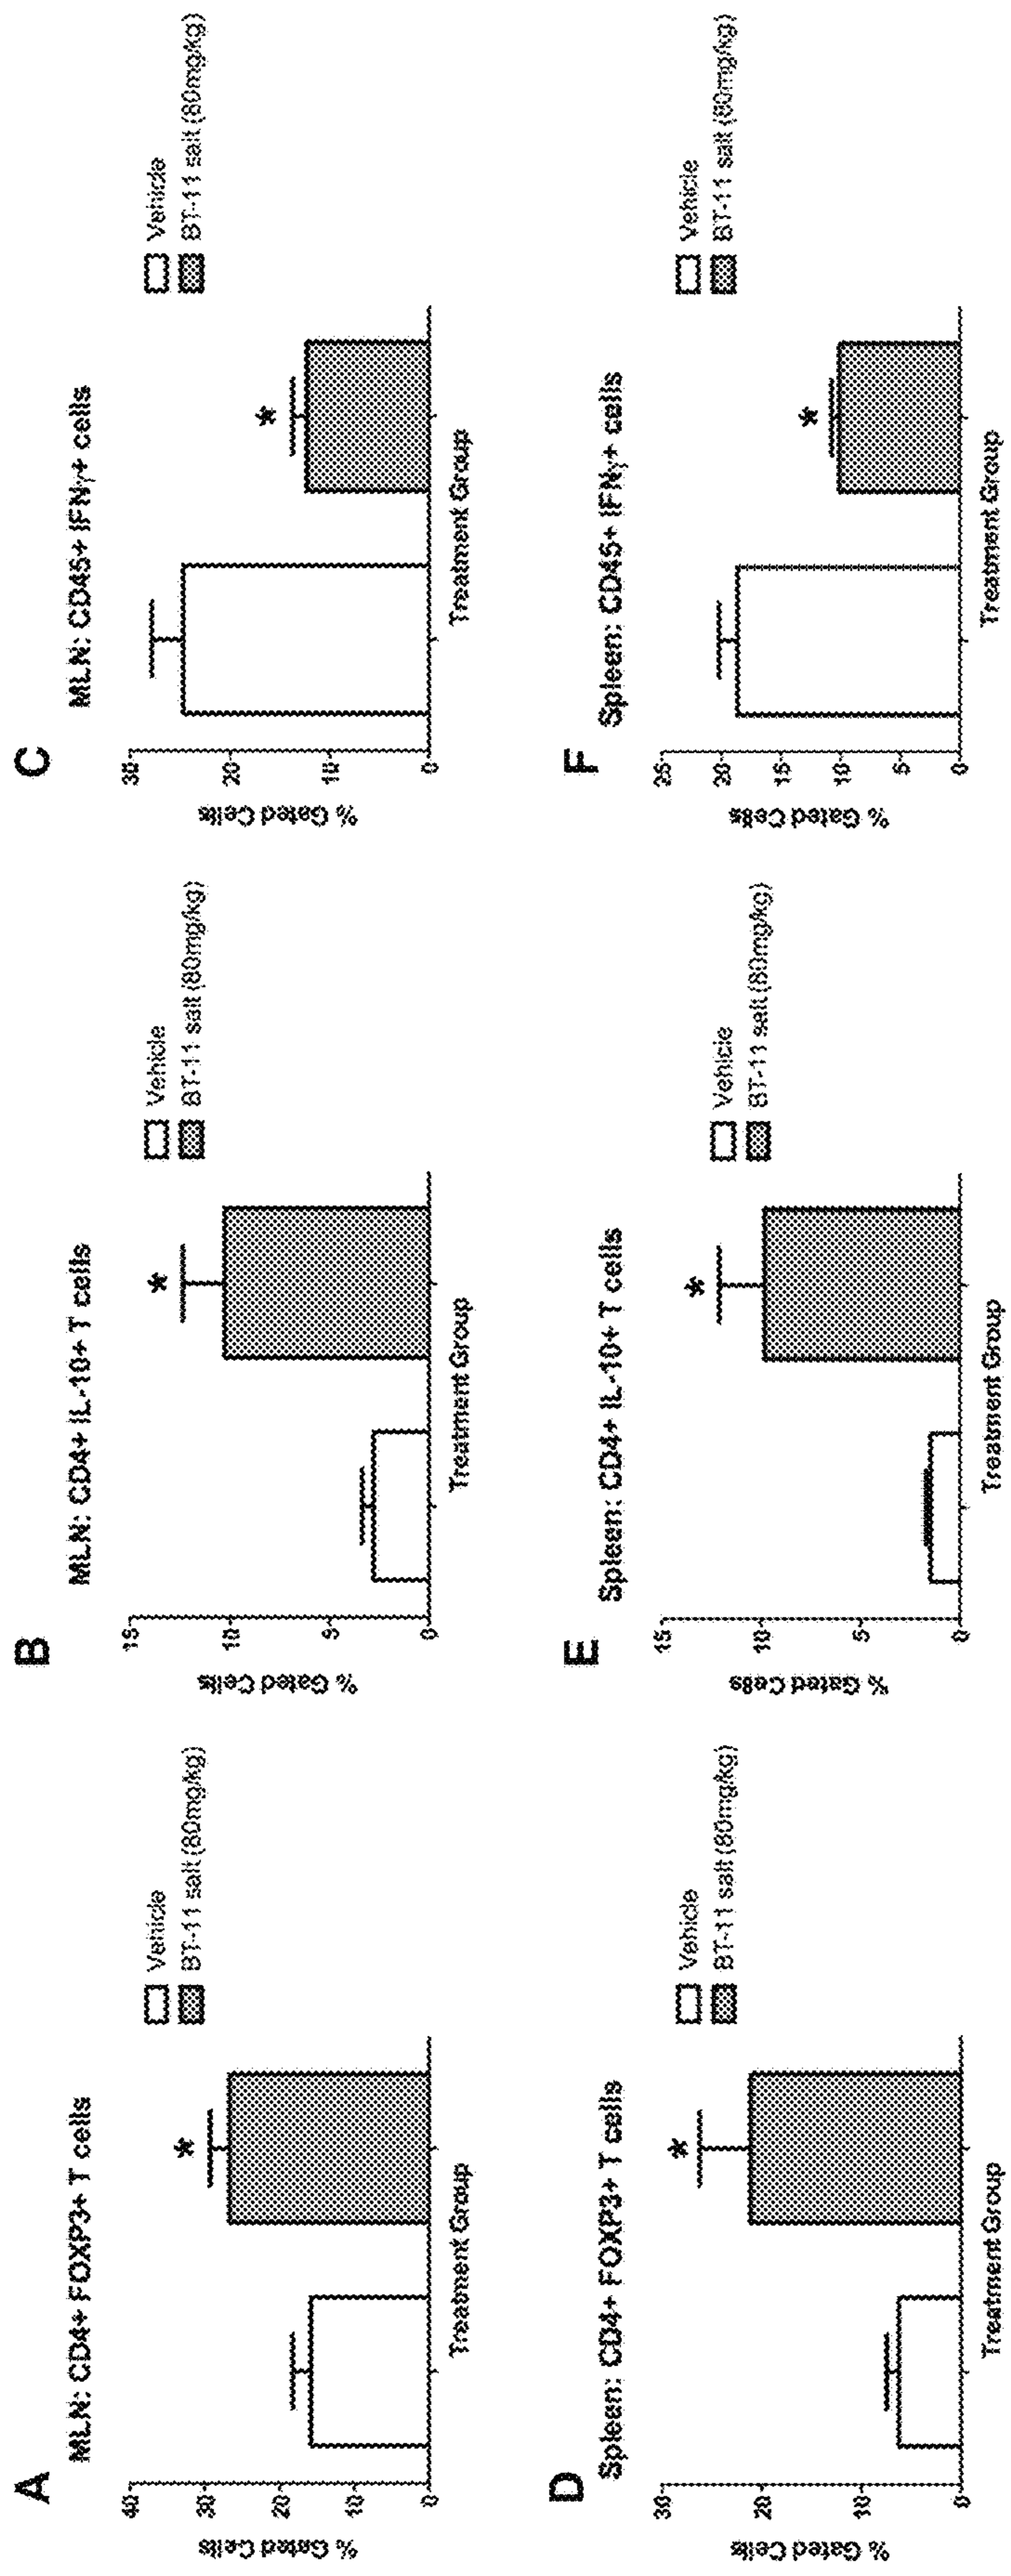 A
MLN: CD4+ FOXP3+ T cells
% Gated Cells
40
30
20
10
0
Treatment Group
*
Vehicle
BT-11 salt (80mg/kg)
B
MLN: CD4+ IL-10+ T cells
% Gated Cells
15
10
5
0
Treatment Group
*
Vehicle
BT-11 salt (80mg/kg)
C
MLN: CD45+ IFNγ+ cells
% Gated Cells
30
20
10
0
Treatment Group
*
Vehicle
BT-11 salt (80mg/kg)
D
Spleen: CD4+ FOXP3+ T cells
% Gated Cells
30
20
10
0
Treatment Group
*
Vehicle
BT-11 salt (80mg/kg)
E
Spleen: CD4+ IL-10+ T cells
% Gated Cells
15
10
5
0
Treatment Group
*
Vehicle
BT-11 salt (80mg/kg)
F
Spleen: CD45+ IFNγ+ cells
% Gated Cells
25
20
15
10
5
0
Treatment Group
*
Vehicle
BT-11 salt (80mg/kg)